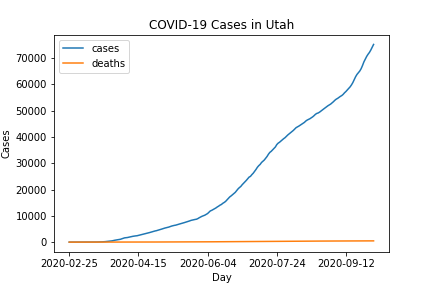 COVID-19 Cases in Utah
cases
deaths
70000
60000
50000
40000
30000
20000
10000
0
Cases
2020-02-25 2020-04-15 2020-06-04 2020-07-24 2020-09-12
Day